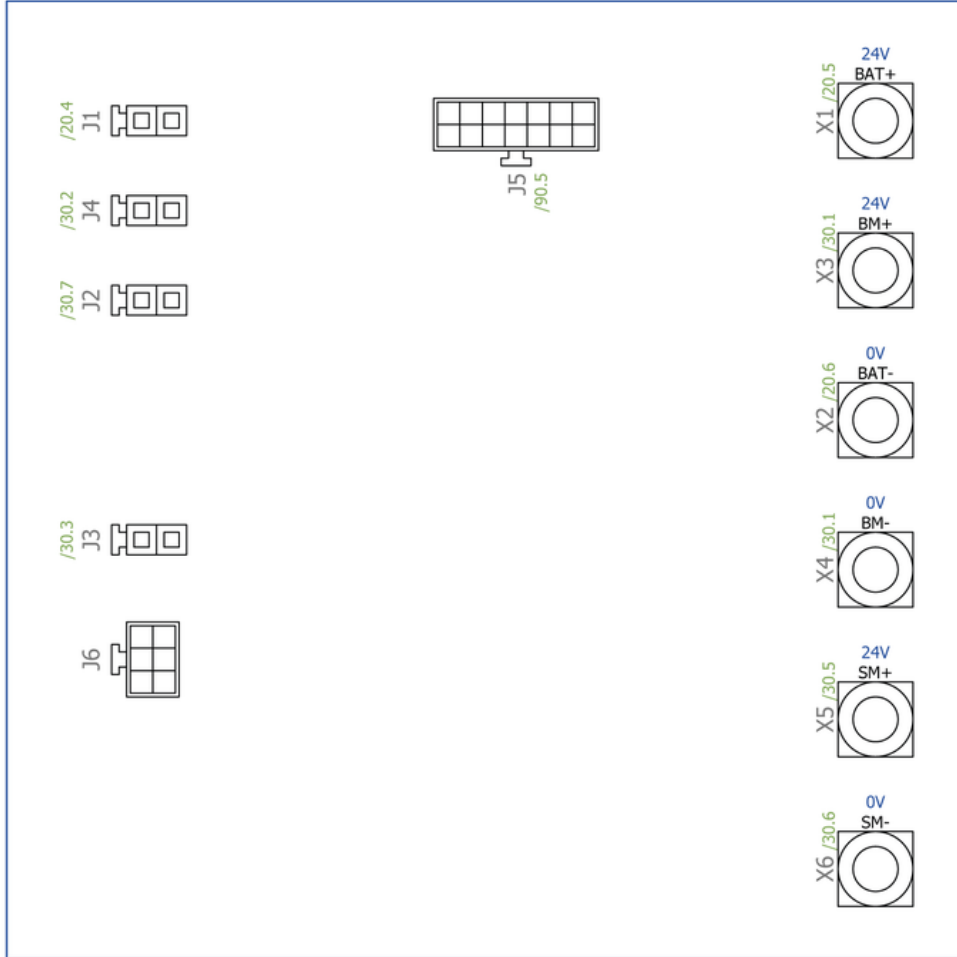 /20.4
J1
/30.2
J4
/30.7
J2
/30.3
J3
J6
J5
/90.5
24V
BAT+
X1
/20.5
24V
BM+
X3
/30.1
0V
BAT-
X2
/20.6
0V
BM-
X4
/30.1
24V
SM+
X5
/30.5
0V
SM-
X6
/30.6